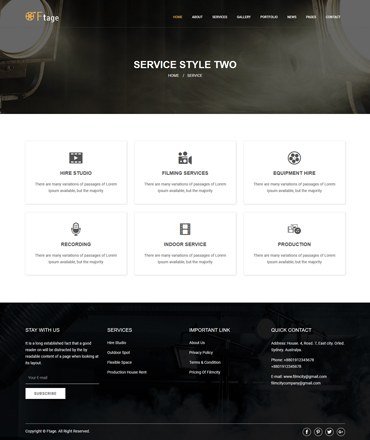 Ftage
HOME ABOUT SERVICES GALLERY PORTFOLIO NEWS PAGES CONTACT
SERVICE STYLE TWO
HOME / SERVICE
HIRE STUDIO
There are many variations of passages of Lorem
Ipsum available, but the majority
FILMING SERVICES
There are many variations of passages of Lorem
Ipsum available, but the majority
EQUIPMENT HIRE
There are many variations of passages of Lorem
Ipsum available, but the majority
RECORDING
There are many variations of passages of Lorem
Ipsum available, but the majority
INDOOR SERVICE
There are many variations of passages of Lorem
Ipsum available, but the majority
PRODUCTION
There are many variations of passages of Lorem
Ipsum available, but the majority
STAY WITH US
It is a long established fact that a good
reader on will be distracted by the by
readable content of a page when looking at
its layout.
Your E-mail
SUBSCRIBE
SERVICES
Hire Studio
Outdoor Spot
Flexible Space
Production House Rent
IMPORTANT LINK
About Us
Privacy Policy
Terms & Condition
Pricing Of Filmcity
QUICK CONTACT
Address: House: 4, Road: 7, East city. Orled.
Sydney. Australya.
Phone: +8801912345678
+8801912345678
E-mail: www.filmcity@gmail.com
filmcitycompany@gmail.com
Copyright © Ftage. All Right Reserved.